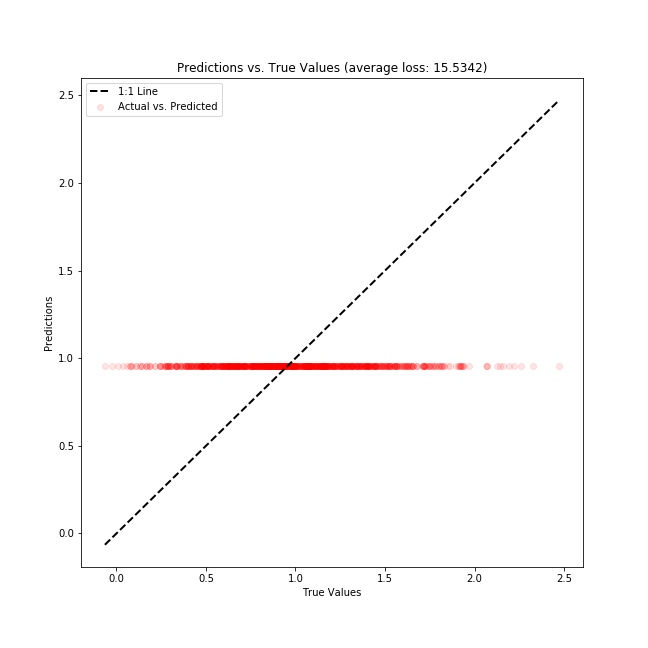 Predictions vs. True Values (average loss: 15.5342)
1:1 Line
Actual vs. Predicted
2.5
2.0
1.5
1.0
0.5
0.0
Predictions
0.0 0.5 1.0 1.5 2.0 2.5
True Values